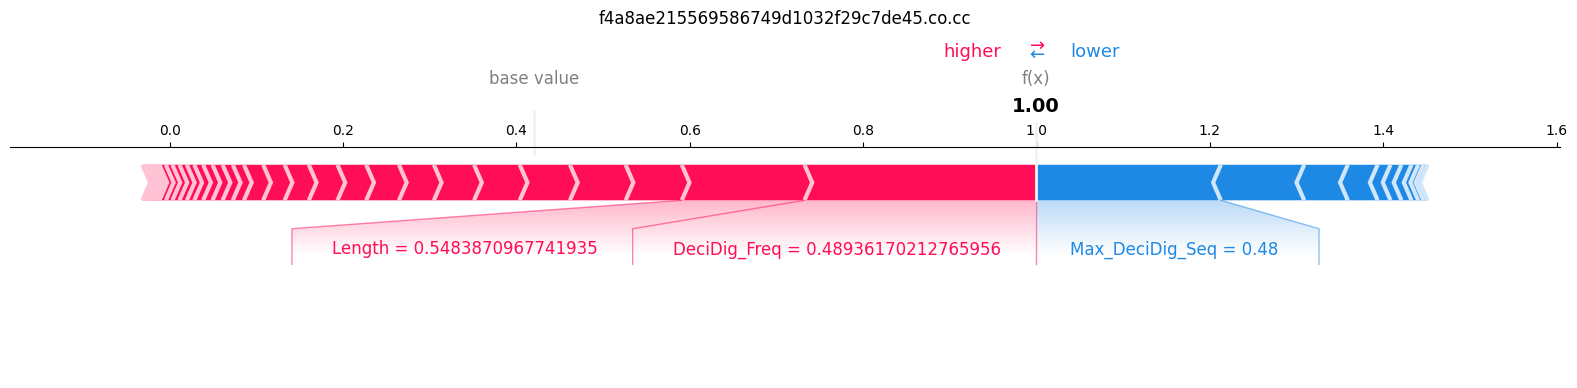 f4a8ae215569586749d1032f29c7de45.co.cc
higher ⇄ lower
base value f(x)
1.00
0.0 0.2 0.4 0.6 0.8 1.0 1.2 1.4 1.6
Length = 0.5483870967741935 DeciDig_Freq = 0.48936170212765956 Max_DeciDig_Seq = 0.48